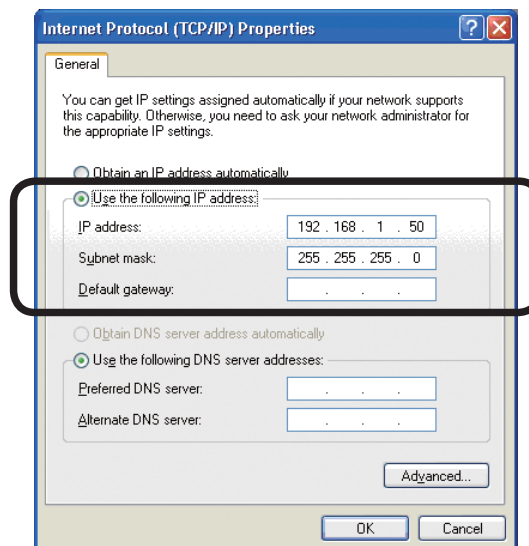 Internet Protocol (TCP/IP) Properties
General
You can get IP settings assigned automatically if your network supports
this capability. Otherwise, you need to ask your network administrator for
the appropriate IP settings.
Obtain an IP address automatically
Use the following IP address:
IP address: 192 . 168 . 1 . 50
Subnet mask: 255 . 255 . 255 . 0
Default gateway: . . .
Obtain DNS server address automatically
Use the following DNS server addresses:
Preferred DNS server: . . .
Alternate DNS server: . . .
Advanced...
OK Cancel